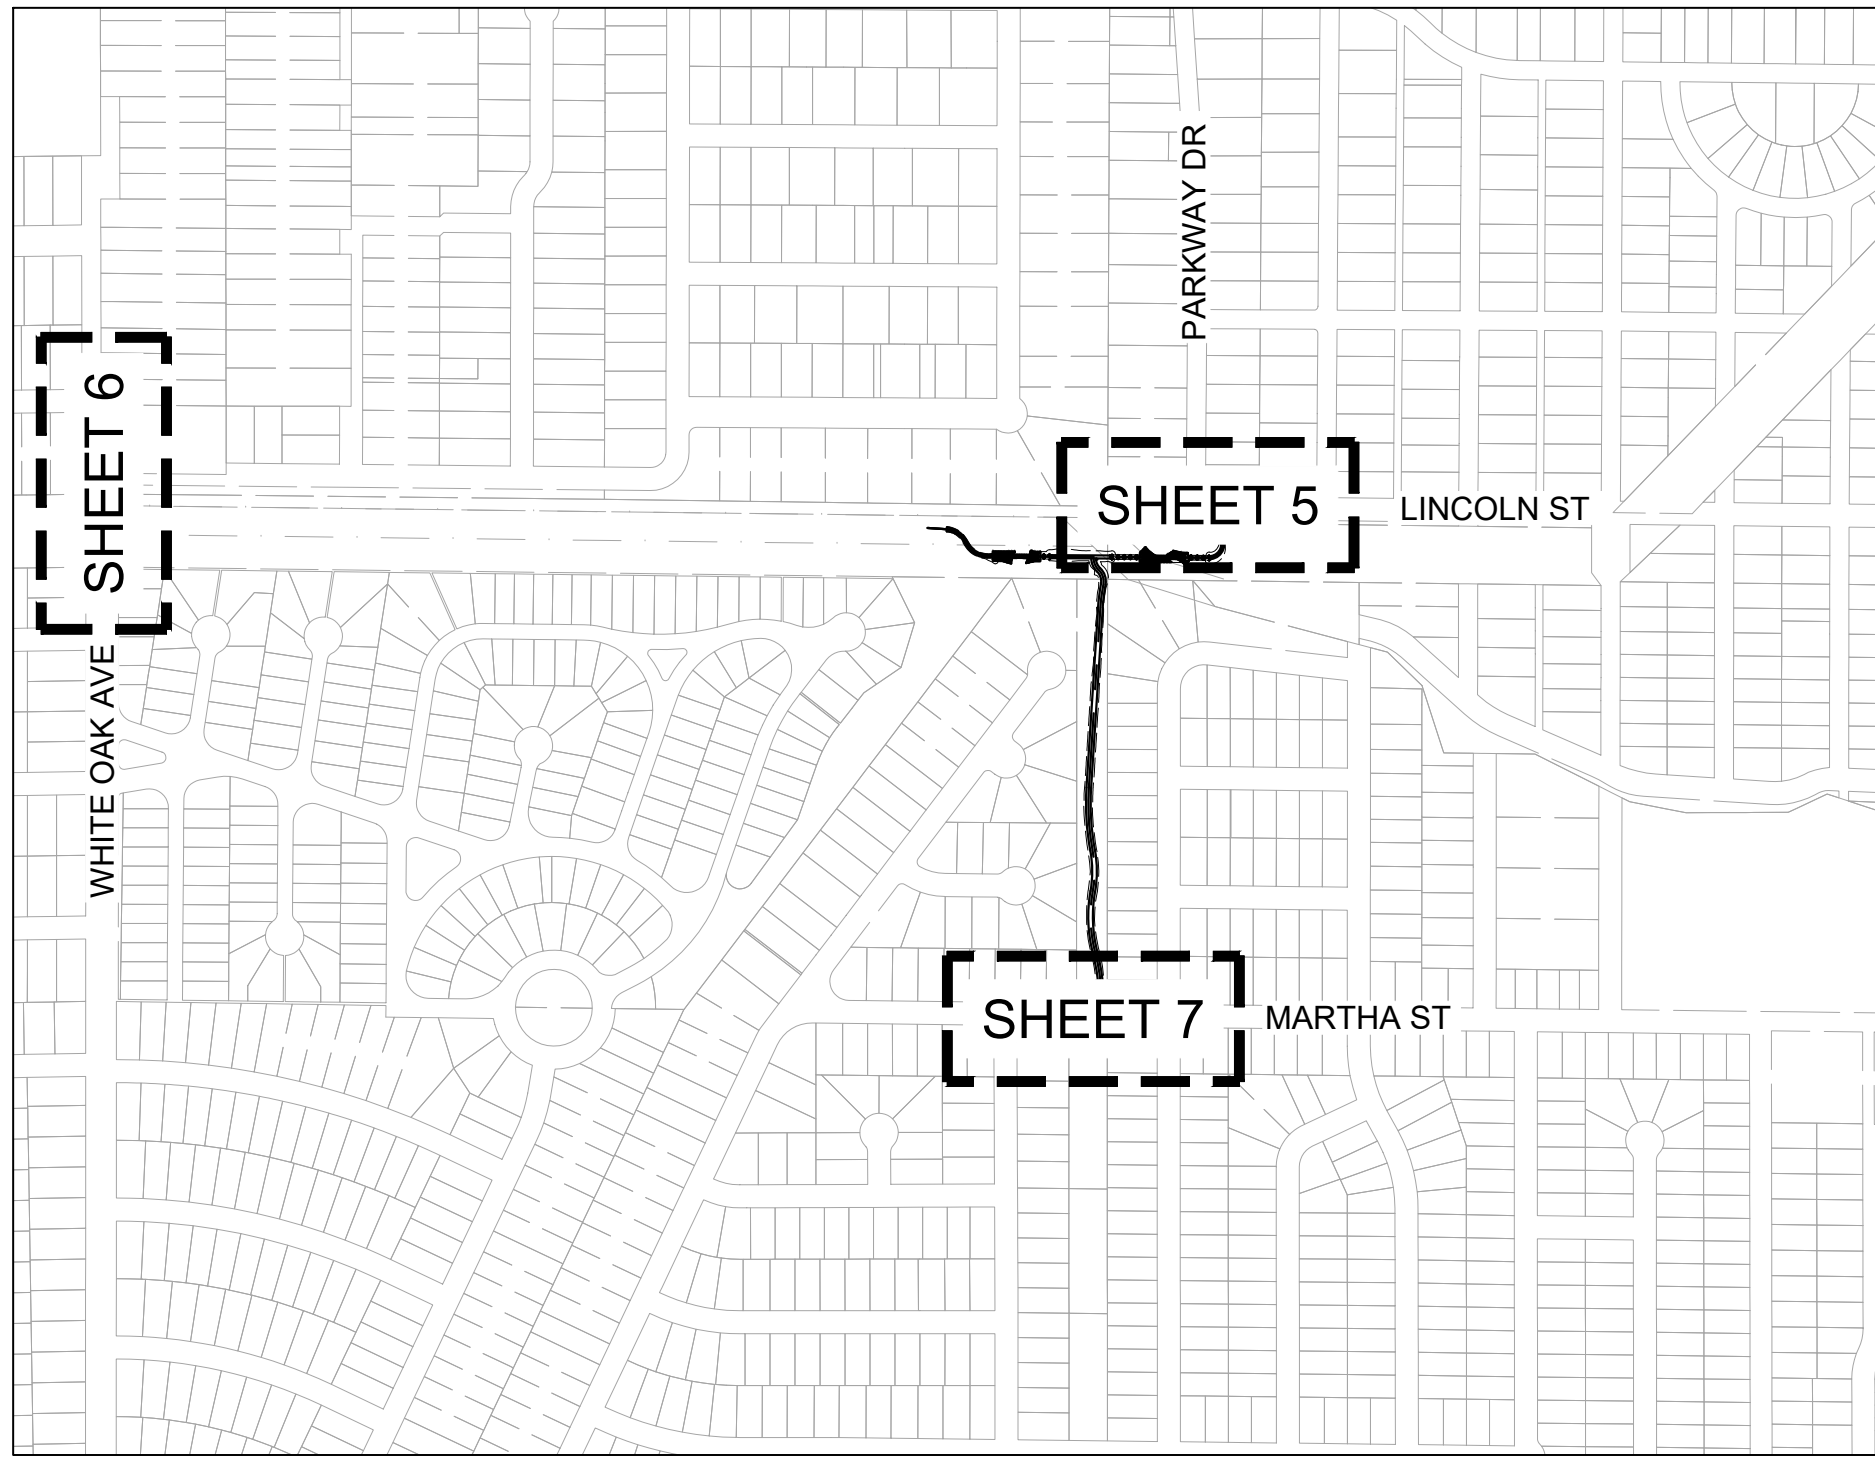 PARKWAY DR
SHEET 6
SHEET 5
LINCOLN ST
WHITE OAK AVE
SHEET 7
MARTHA ST